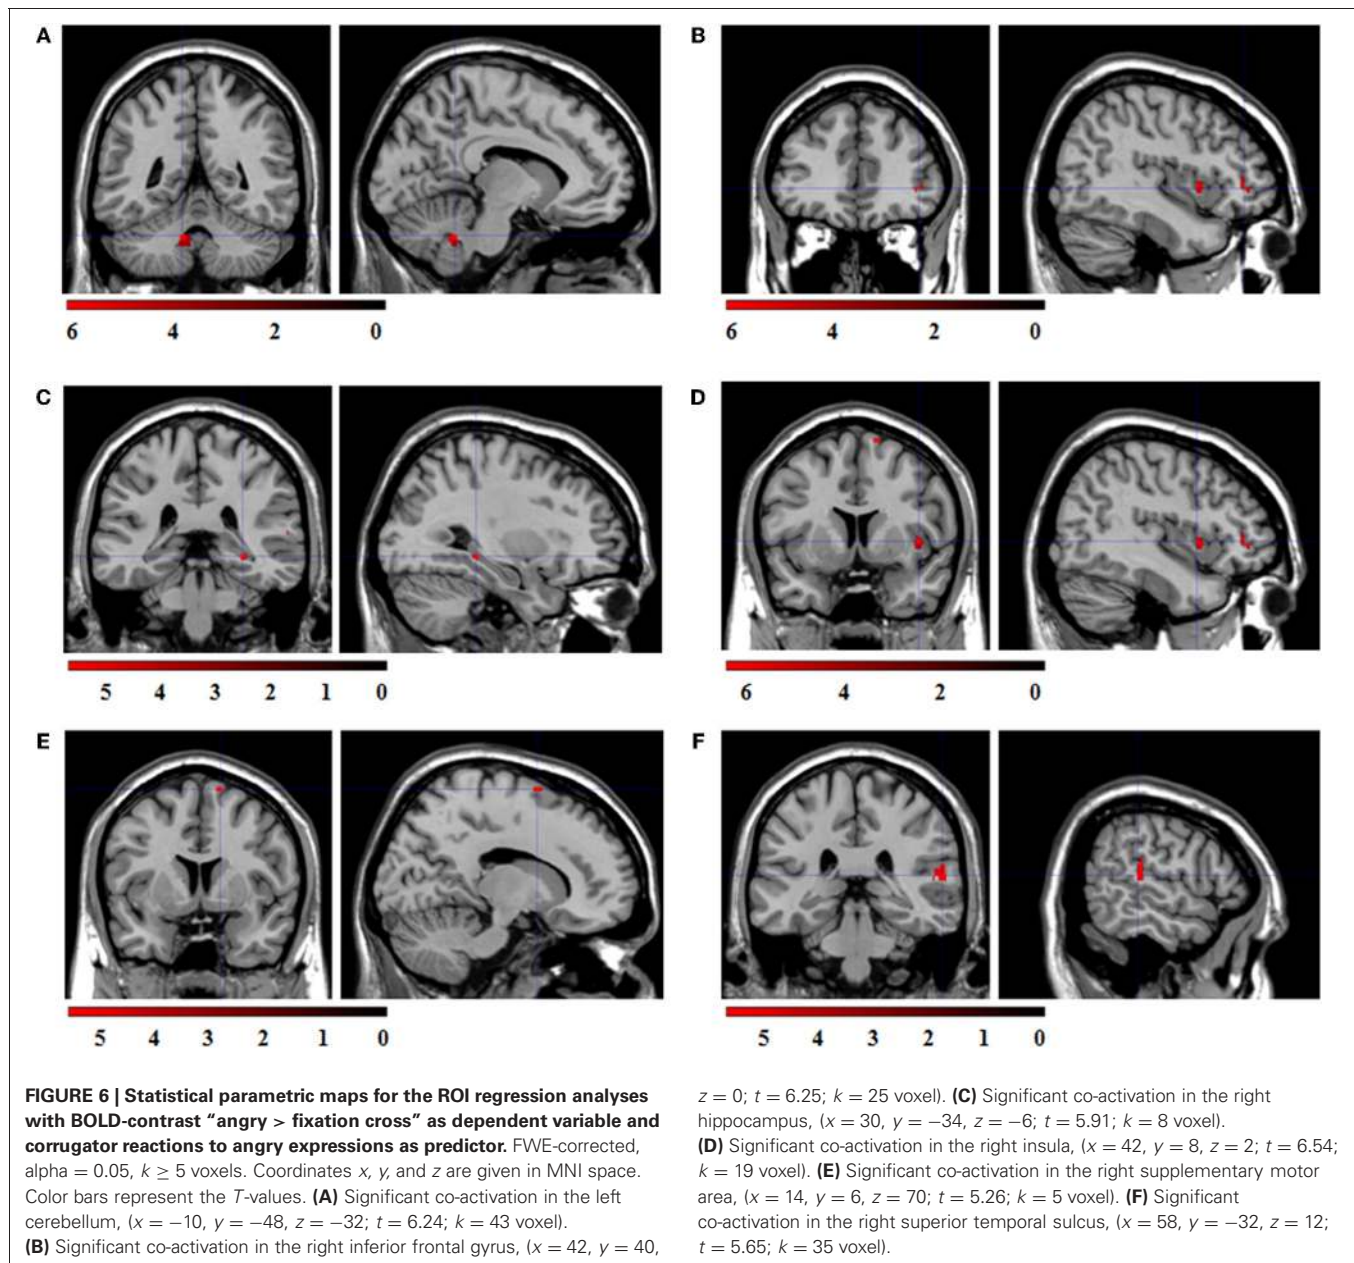 A
B
6 4 2 0
6 4 2 0
C
D
5 4 3 2 1 0
6 4 2 0
E
F
5 4 3 2 1 0
5 4 3 2 1 0
FIGURE 6 | Statistical parametric maps for the ROI regression analyses
with BOLD-contrast “angry > fixation cross” as dependent variable and
corrugator reactions to angry expressions as predictor. FWE-corrected,
alpha = 0.05, k ≥ 5 voxels. Coordinates x, y, and z are given in MNI space.
Color bars represent the T-values. (A) Significant co-activation in the left
cerebellum, (x = −10, y = −48, z = −32; t = 6.24; k = 43 voxel).
(B) Significant co-activation in the right inferior frontal gyrus, (x = 42, y = 40,
z = 0; t = 6.25; k = 25 voxel). (C) Significant co-activation in the right
hippocampus, (x = 30, y = −34, z = −6; t = 5.91; k = 8 voxel).
(D) Significant co-activation in the right insula, (x = 42, y = 8, z = 2; t = 6.54;
k = 19 voxel). (E) Significant co-activation in the right supplementary motor
area, (x = 14, y = 6, z = 70; t = 5.26; k = 5 voxel). (F) Significant
co-activation in the right superior temporal sulcus, (x = 58, y = −32, z = 12;
t = 5.65; k = 35 voxel).